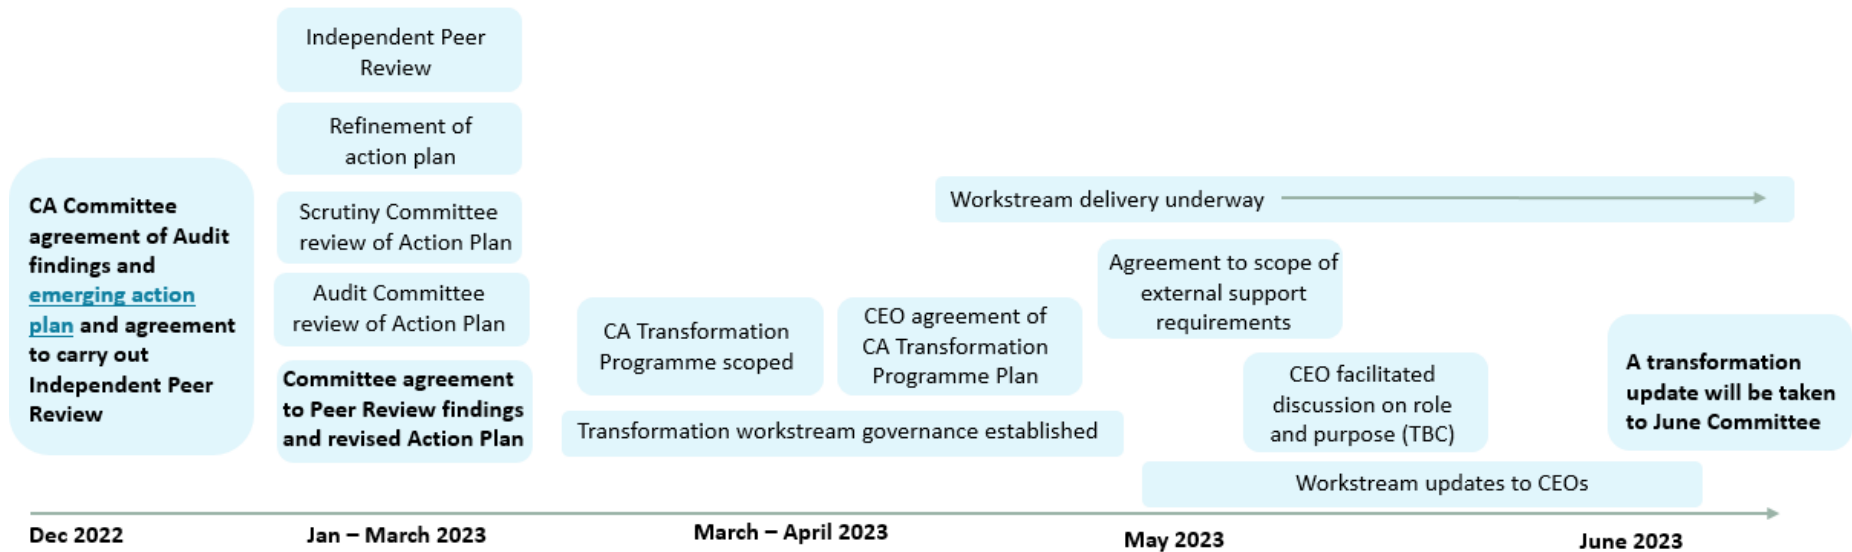 CA Committee
agreement of Audit
findings and
emerging action
plan and agreement
to carry out
Independent Peer
Review
Independent Peer
Review
Refinement of
action plan
Scrutiny Committee
review of Action Plan
Audit Committee
review of Action Plan
Committee agreement
to Peer Review findings
and revised Action Plan
CA Transformation
Programme scoped
CEO agreement of
CA Transformation
Programme Plan
Transformation workstream governance established
Workstream delivery underway
Agreement to scope of
external support
requirements
CEO facilitated
discussion on role
and purpose (TBC)
Workstream updates to CEOs
A transformation
update will be taken
to June Committee
Dec 2022
Jan – March 2023
March – April 2023
May 2023
June 2023